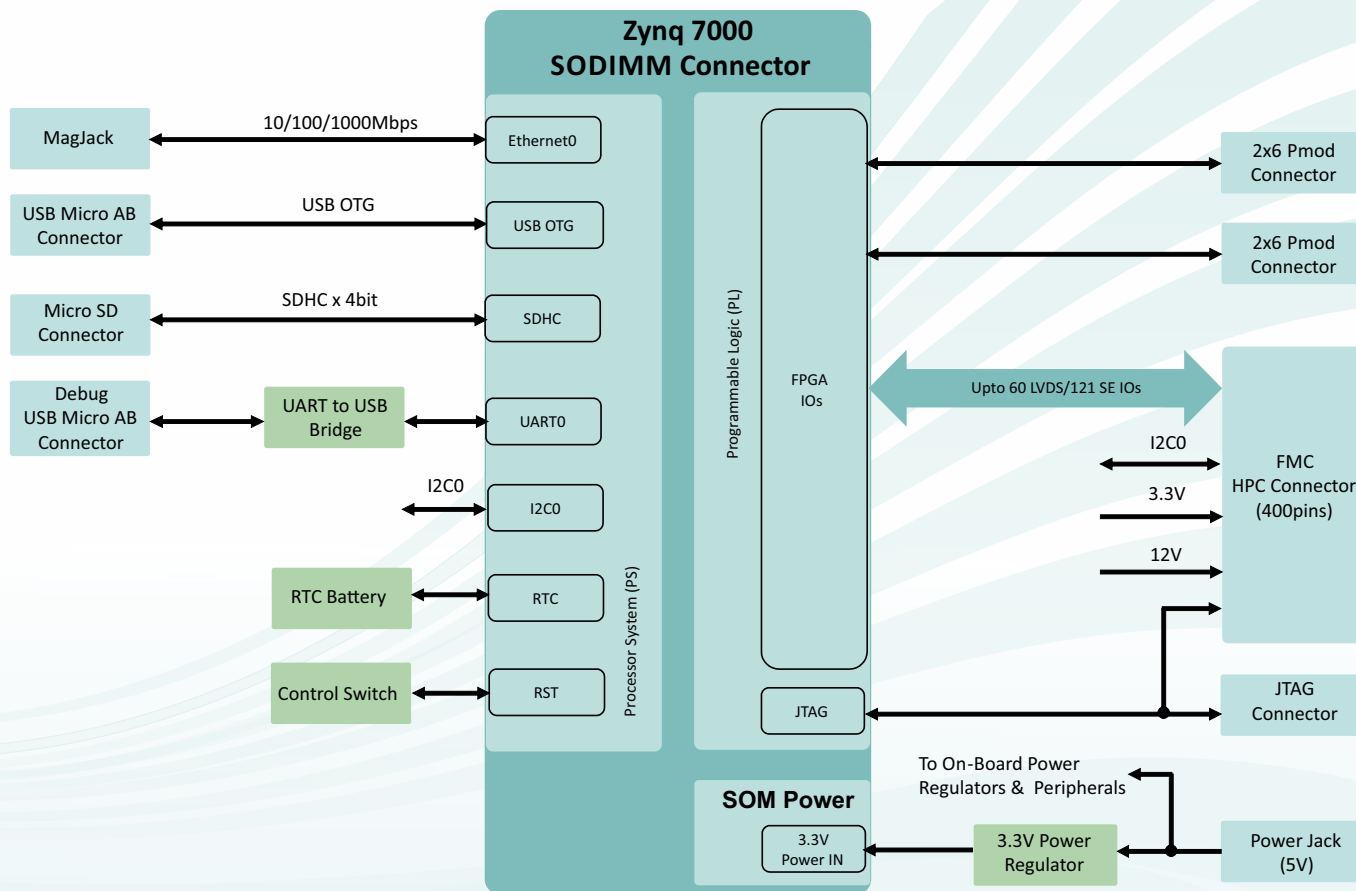 Zynq 7000
SODIMM Connector
MagJack
10/100/1000Mbps
Ethernet0
USB Micro AB
Connector
USB OTG
USB OTG
Micro SD
Connector
SDHC x 4bit
SDHC
Debug
USB Micro AB
Connector
UART to USB
Bridge
UART0
I2C0
I2C0
RTC Battery
RTC
Control Switch
RST
Processor System (PS)
Programmable Logic (PL)
FPGA
IOs
JTAG
2x6 Pmod
Connector
2x6 Pmod
Connector
Upto 60 LVDS/121 SE IOs
I2C0
3.3V
12V
FMC
HPC Connector
(400pins)
JTAG
Connector
To On-Board Power
Regulators & Peripherals
SOM Power
3.3V
Power IN
3.3V Power
Regulator
Power Jack
(5V)